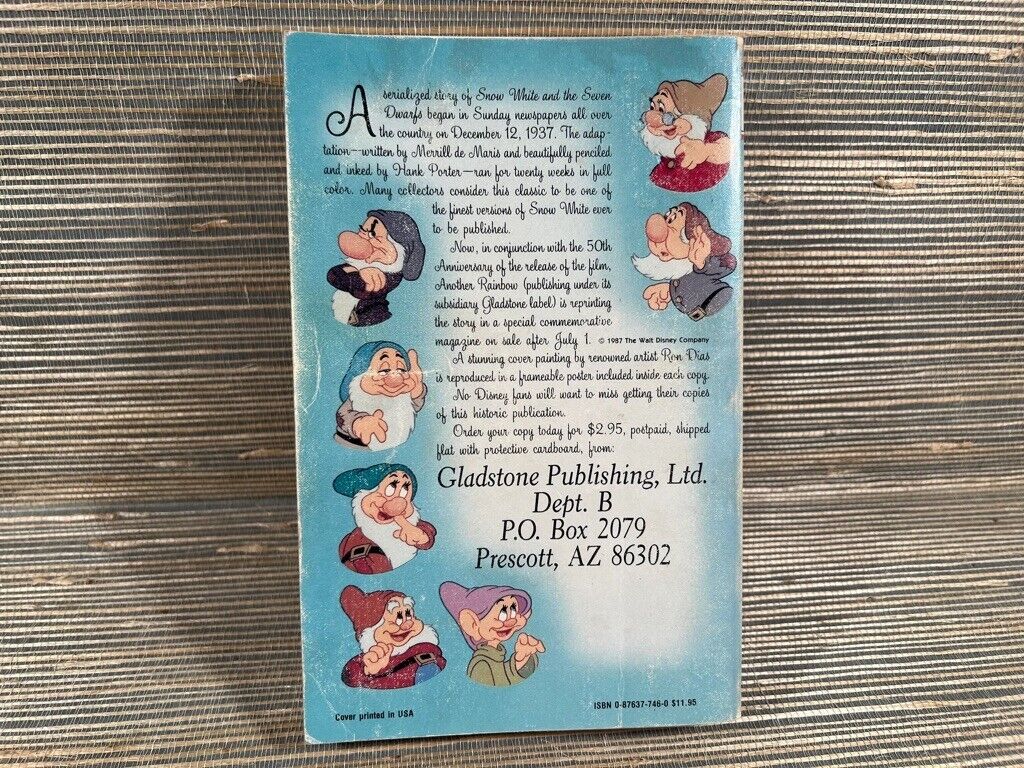 A serialized story of Snow White and the Seven
Dwarfs began in Sunday newspapers all over
the country on December 12, 1937. The adap-
tation—written by Merrill de Maris and beautifully penciled
and inked by Hank Porter—ran for twenty weeks in full
color. Many collectors consider this classic to be one of
the finest versions of Snow White ever
to be published.
Now, in conjunction with the 50th
Anniversary of the release of the film,
Another Rainbow (publishing under its
subsidiary Gladstone label) is reprinting
the story in a special commemorative
magazine on sale after July 1. © 1987 The Walt Disney Company
A stunning cover painting by renowned artist Ron Dias
is reproduced in a frameable poster included inside each copy.
No Disney fans will want to miss getting their copies
of this historic publication.
Order your copy today for $2.95, postpaid, shipped
flat with protective cardboard, from:
Gladstone Publishing, Ltd.
Dept. B
P.O. Box 2079
Prescott, AZ 86302
Cover printed in USA
ISBN 0-87637-746-0 $11.95